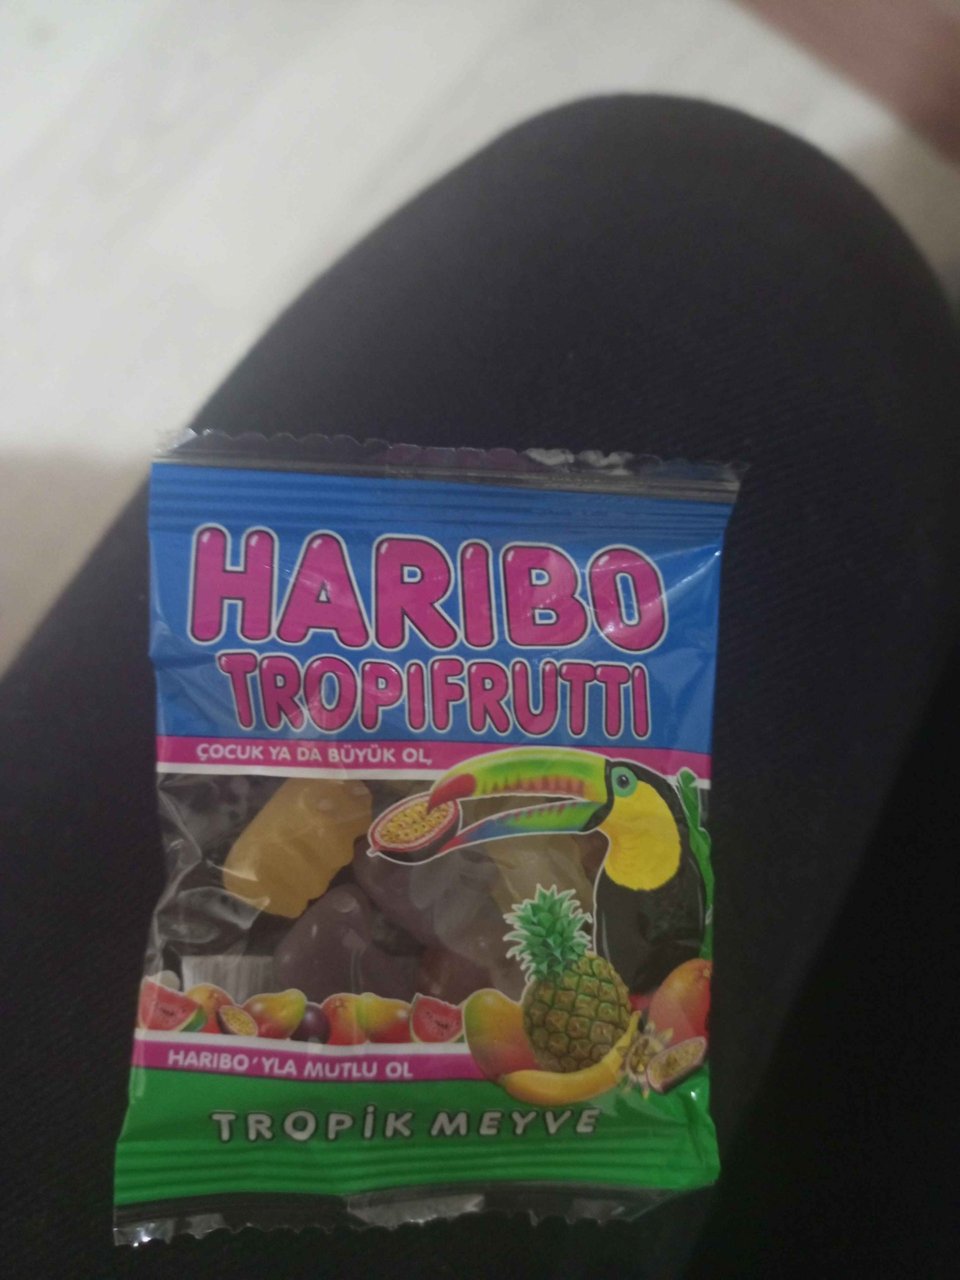 HARIBO
TROPIFRUTTI
ÇOCUK YA DA BÜYÜK OL,
HARIBO'YLA MUTLU OL
TROPİK MEYVE